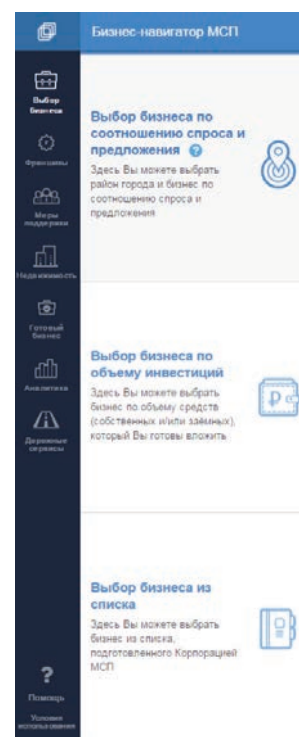 Бизнес-навигатор МСП
Выбор
бизнеса
Франшизы
Меры
поддержки
Недвижимость
Готовый
бизнес
Аналитика
Дорожные
сервисы
Помощь
Условия
использования
Выбор бизнеса по
соотношению спроса и
предложения ?
Здесь Вы можете выбрать
район города и бизнес по
соотношению спроса и
предложения
Выбор бизнеса по
объему инвестиций
Здесь Вы можете выбрать
бизнес по объему средств
(собственных и/или заёмных),
который Вы готовы вложить
Выбор бизнеса из
списка
Здесь Вы можете выбрать
бизнес из списка,
подготовленного Корпорацией
МСП